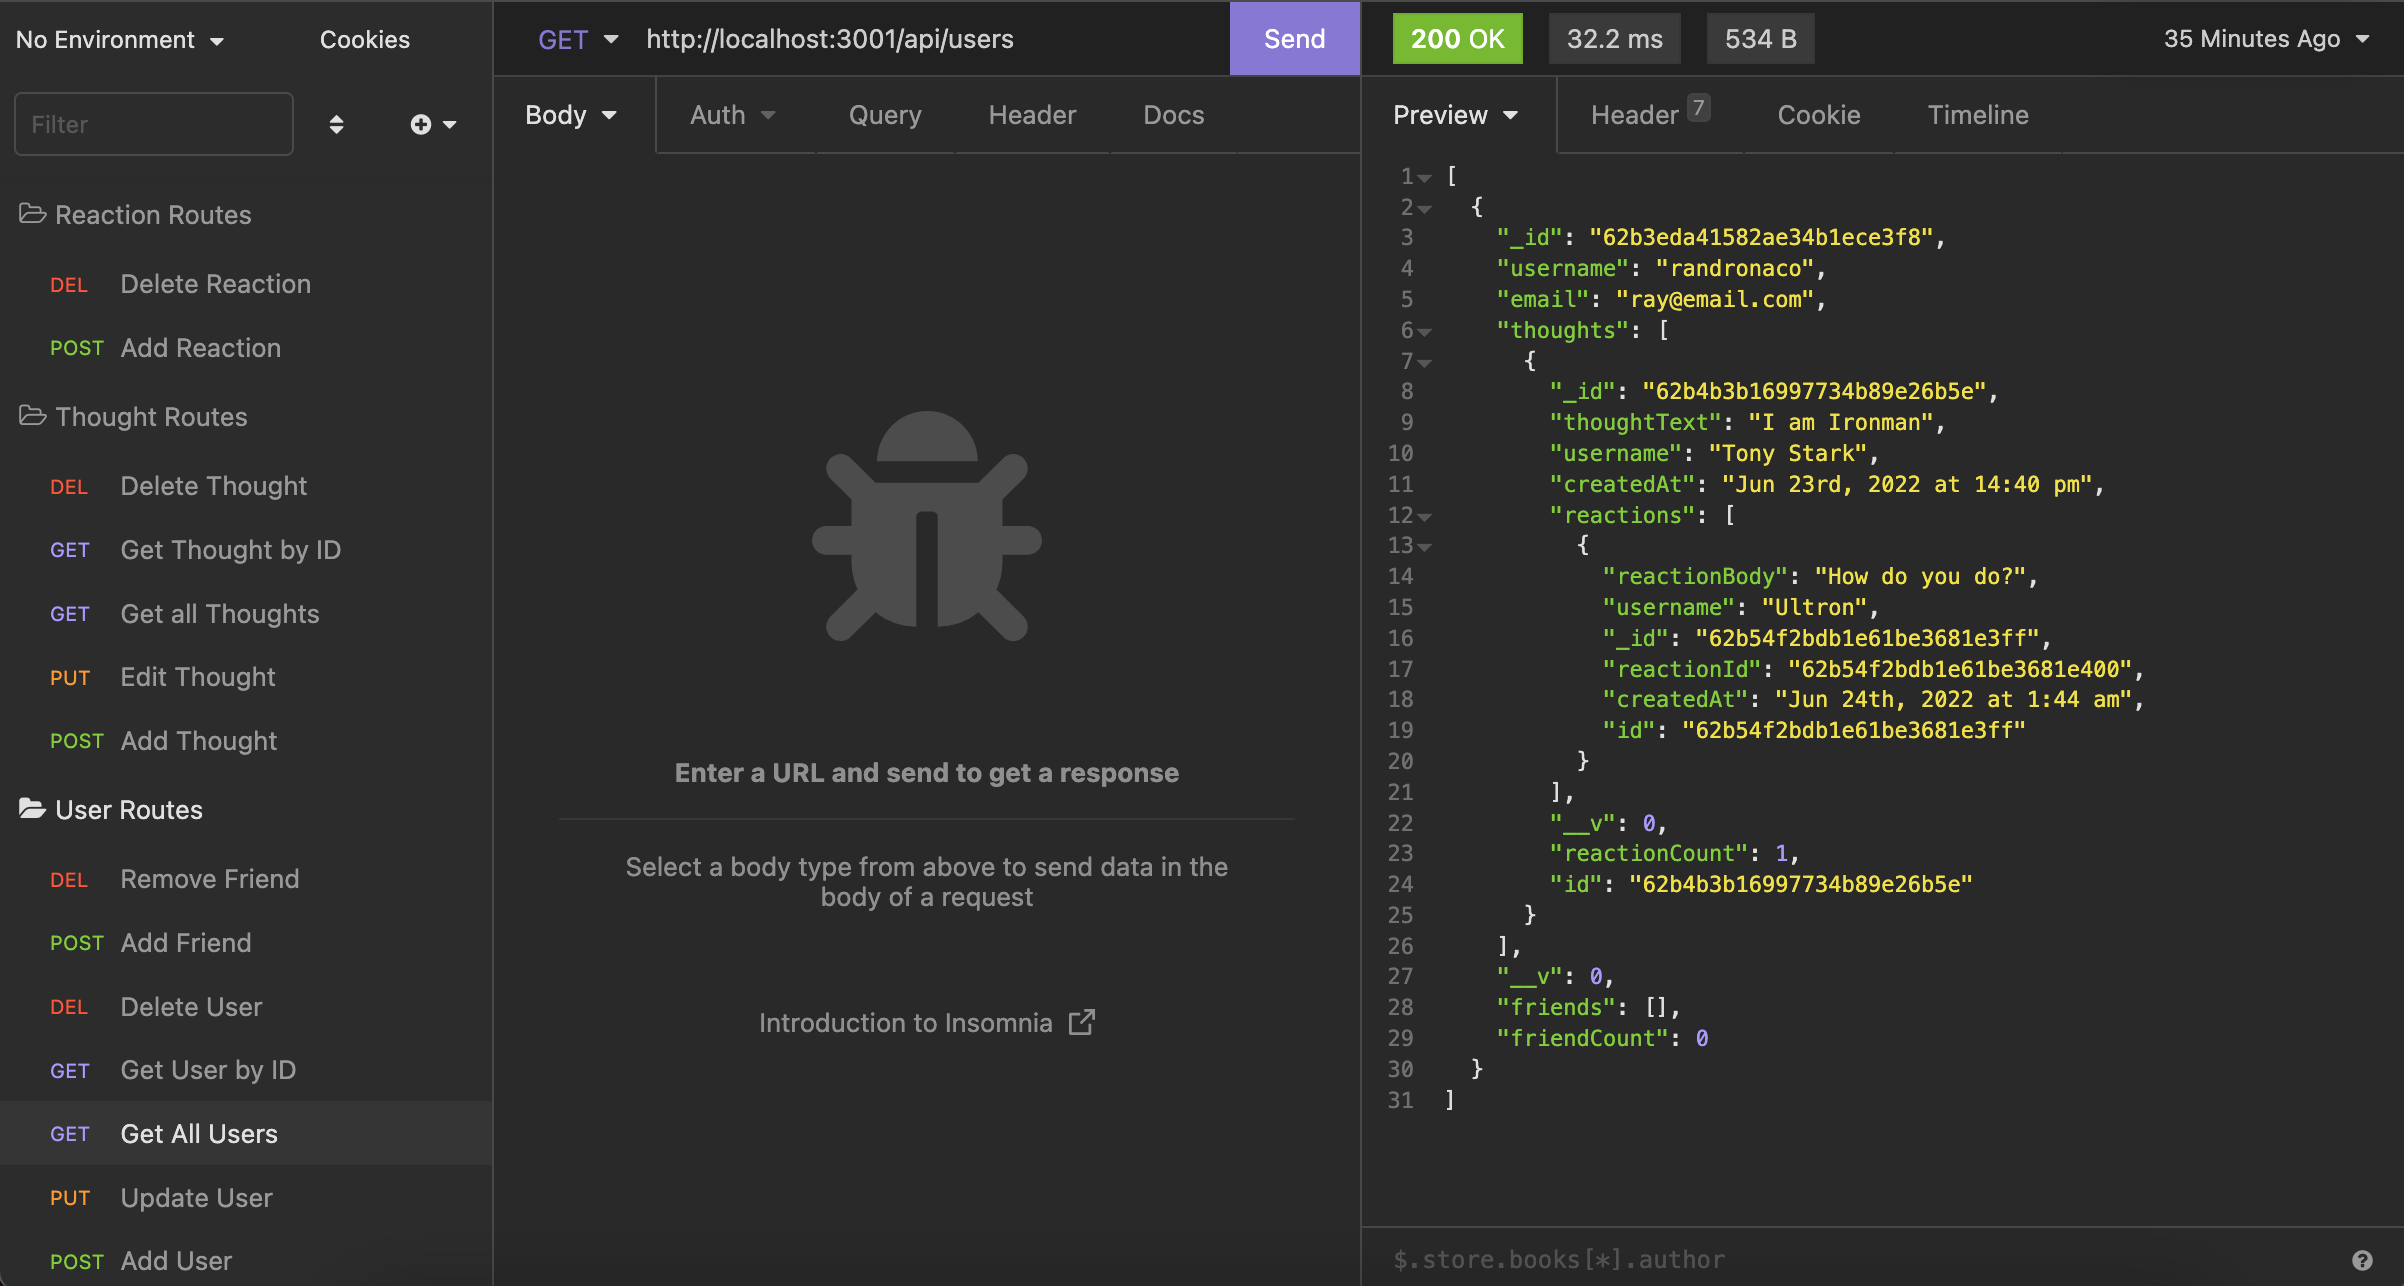 No Environment
Cookies
Filter
Reaction Routes
DEL Delete Reaction
POST Add Reaction
Thought Routes
DEL Delete Thought
GET Get Thought by ID
GET Get all Thoughts
PUT Edit Thought
POST Add Thought
User Routes
DEL Remove Friend
POST Add Friend
DEL Delete User
GET Get User by ID
GET Get All Users
PUT Update User
POST Add User
GET http://localhost:3001/api/users Send
Body Auth Query Header Docs
Enter a URL and send to get a response
Select a body type from above to send data in the
body of a request
Introduction to Insomnia
200 OK 32.2 ms 534 B 35 Minutes Ago
Preview Header 7 Cookie Timeline
1 [
2 {
3 "_id": "62b3eda41582ae34b1ece3f8",
4 "username": "randronaco",
5 "email": "ray@email.com",
6 "thoughts": [
7 {
8 "_id": "62b4b3b16997734b89e26b5e",
9 "thoughtText": "I am Ironman",
10 "username": "Tony Stark",
11 "createdAt": "Jun 23rd, 2022 at 14:40 pm",
12 "reactions": [
13 {
14 "reactionBody": "How do you do?",
15 "username": "Ultron",
16 "_id": "62b54f2bdb1e61be3681e3ff",
17 "reactionId": "62b54f2bdb1e61be3681e400",
18 "createdAt": "Jun 24th, 2022 at 1:44 am",
19 "id": "62b54f2bdb1e61be3681e3ff"
20 }
21 ],
22 "__v": 0,
23 "reactionCount": 1,
24 "id": "62b4b3b16997734b89e26b5e"
25 }
26 ],
27 "__v": 0,
28 "friends": [],
29 "friendCount": 0
30 }
31 ]
$.store.books[*].author
?